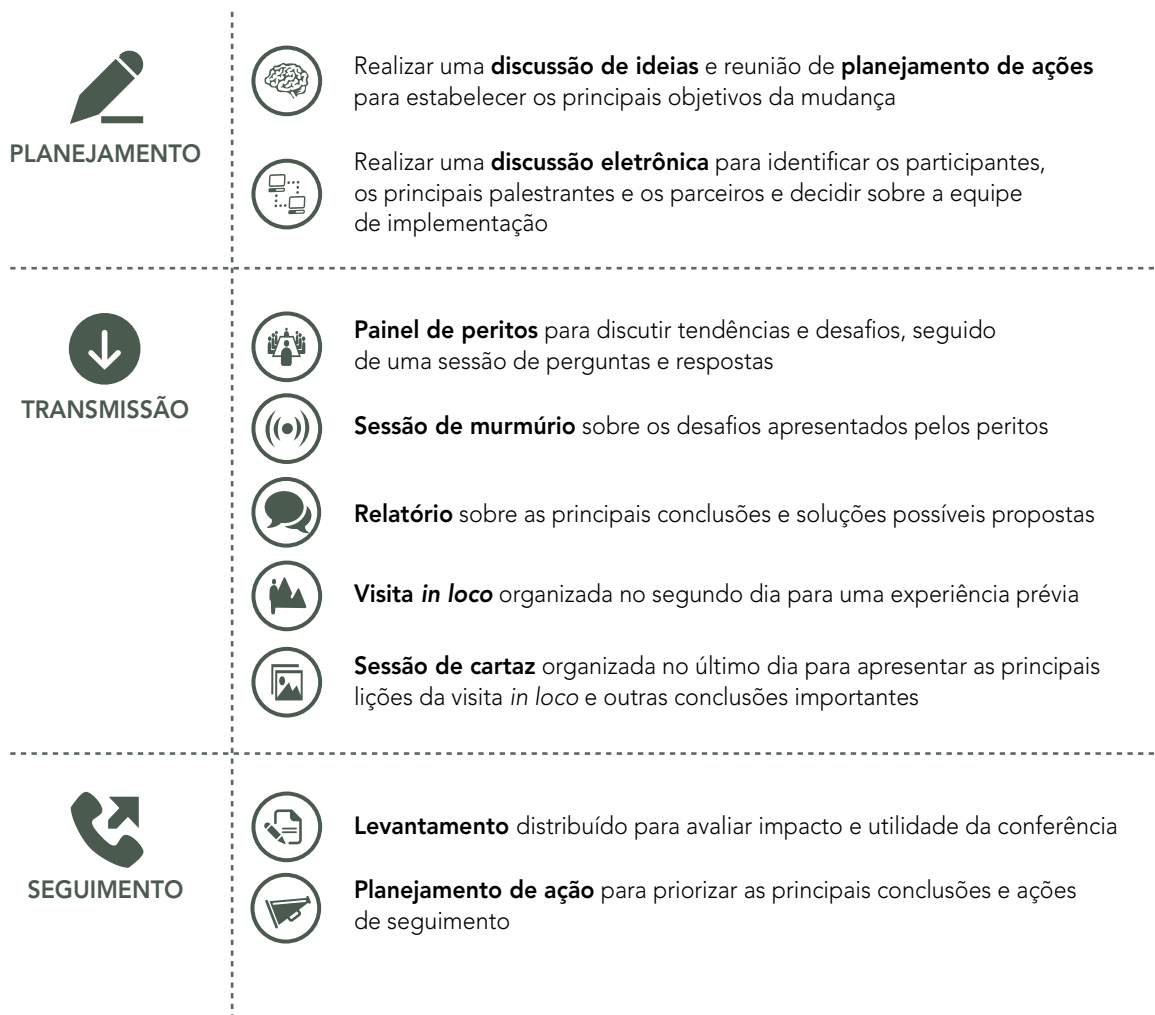 PLANEJAMENTO
Realizar uma discussão de ideias e reunião de planejamento de ações
para estabelecer os principais objetivos da mudança
Realizar uma discussão eletrônica para identificar os participantes,
os principais palestrantes e os parceiros e decidir sobre a equipe
de implementação
TRANSMISSÃO
Painel de peritos para discutir tendências e desafios, seguido
de uma sessão de perguntas e respostas
Sessão de murmúrio sobre os desafios apresentados pelos peritos
Relatório sobre as principais conclusões e soluções possíveis propostas
Visita in loco organizada no segundo dia para uma experiência prévia
Sessão de cartaz organizada no último dia para apresentar as principais
lições da visita in loco e outras conclusões importantes
SEGUIMENTO
Levantamento distribuído para avaliar impacto e utilidade da conferência
Planejamento de ação para priorizar as principais conclusões e ações
de seguimento